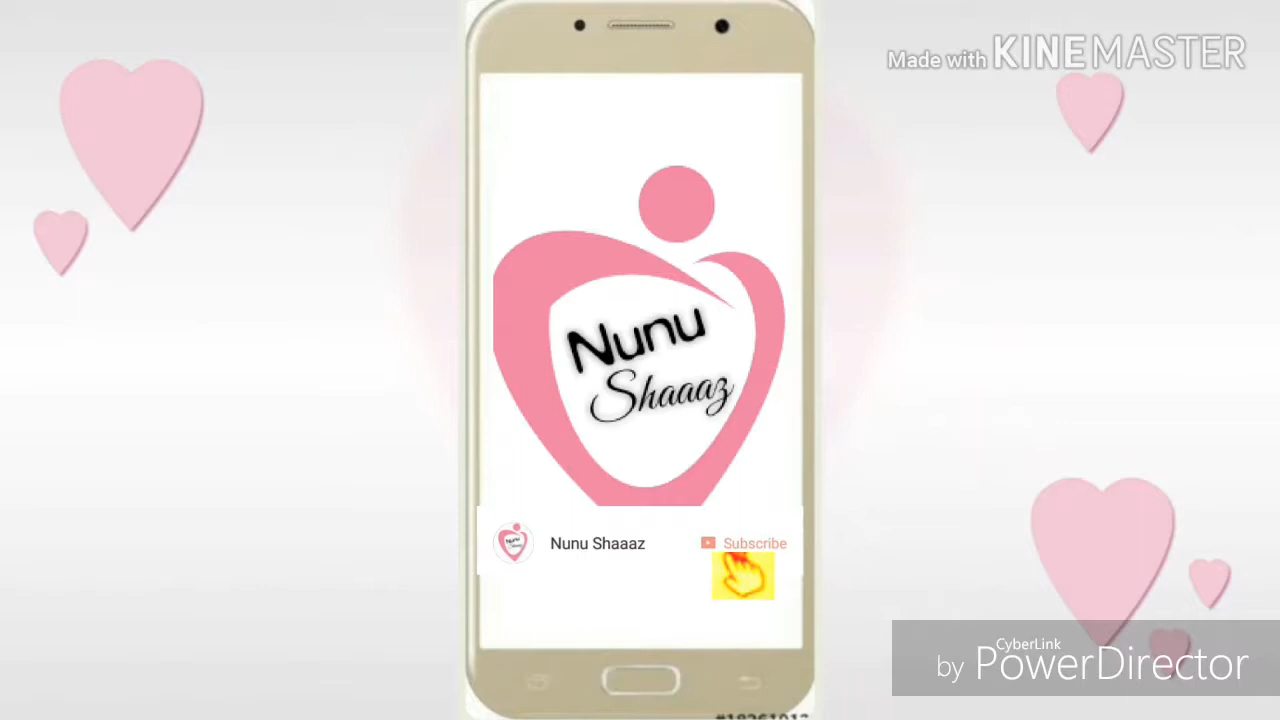 Made with KINEMASTER
Nunu
Shaaaz
Nunu Shaaaz
Subscribe
CyberLink
by PowerDirector